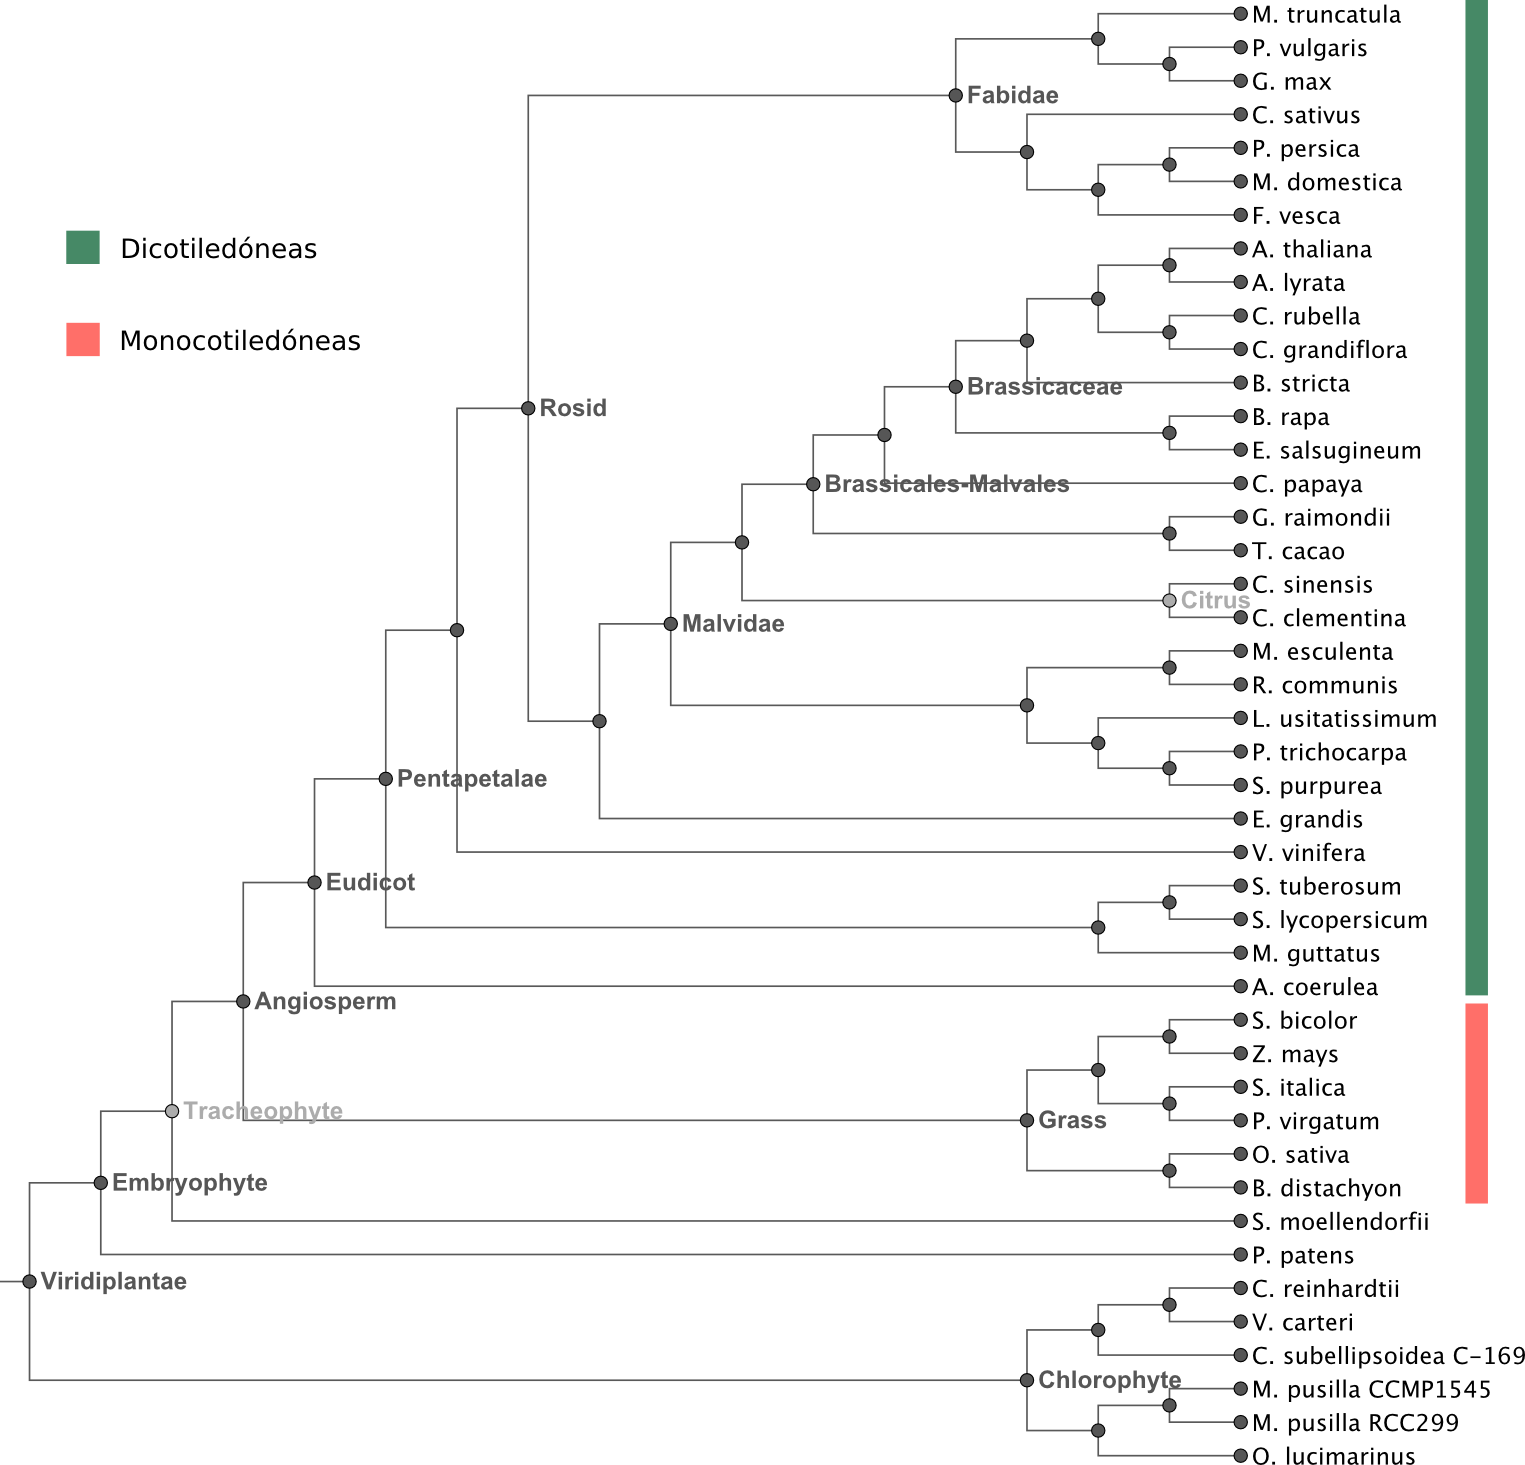 M. truncatula
P. vulgaris
G. max
Fabidae
C. sativus
P. persica
M. domestica
F. vesca
A. thaliana
Dicotiledóneas
A. lyrata
C. rubella
Monocotiledóneas
C. grandiflora
B. stricta
Brassicaceae
Rosid
B. rapa
E. salsugineum
Brassicales-Malvales
C. papaya
G. raimondii
T. cacao
C. sinensis
Citrus
C. clementina
Malvidae
M. esculenta
R. communis
L. usitatissimum
P. trichocarpa
Pentapetalae
S. purpurea
E. grandis
V. vinifera
Eudicot
S. tuberosum
S. lycopersicum
M. guttatus
A. coerulea
Angiosperm
S. bicolor
Z. mays
S. italica
Tracheophyte
Grass
P. virgatum
O. sativa
Embryophyte
B. distachyon
S. moellendorfii
P. patens
Viridiplantae
C. reinhardtii
V. carteri
C. subellipsoidea C-169
Chlorophyte
M. pusilla CCMP1545
M. pusilla RCC299
O. lucimarinus